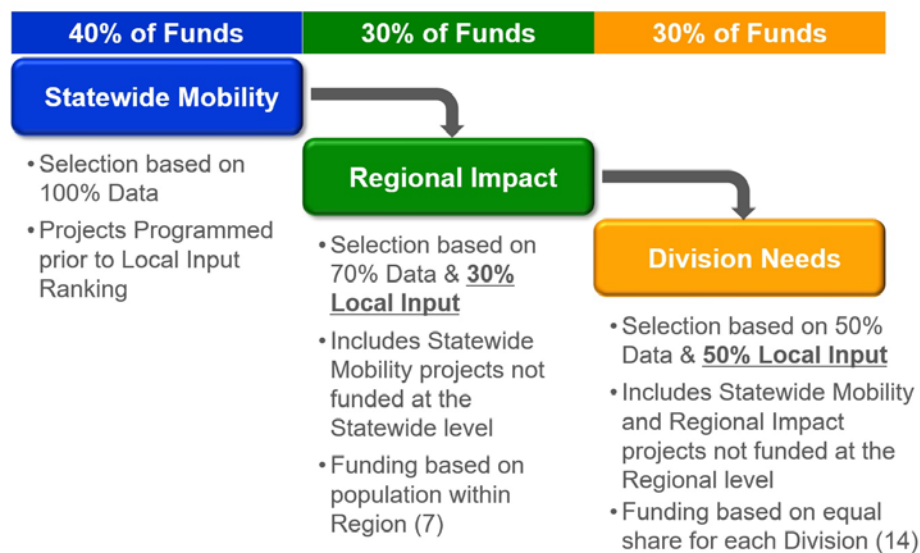 40% of Funds
30% of Funds
30% of Funds
Statewide Mobility
• Selection based on
100% Data
• Projects Programmed
prior to Local Input
Ranking
Regional Impact
• Selection based on
70% Data & 30%
Local Input
• Includes Statewide
Mobility projects not
funded at the
Statewide level
• Funding based on
population within
Region (7)
Division Needs
• Selection based on 50%
Data & 50% Local Input
• Includes Statewide Mobility
and Regional Impact
projects not funded at the
Regional level
• Funding based on equal
share for each Division (14)